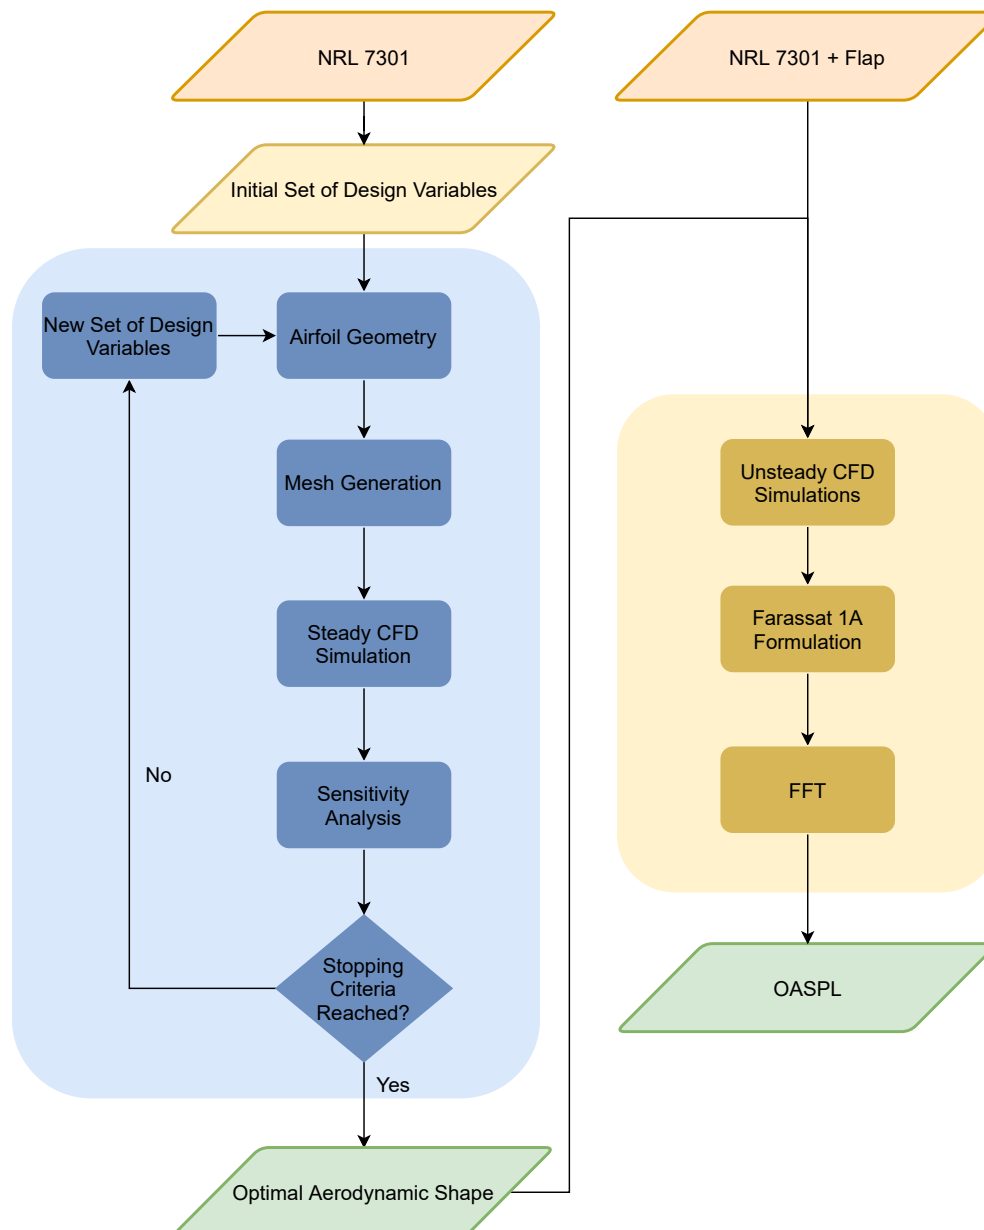 NRL 7301
Initial Set of Design Variables
New Set of Design
Variables
Airfoil Geometry
Mesh Generation
Steady CFD
Simulation
Sensitivity
Analysis
No
Stopping
Criteria
Reached?
Yes
Optimal Aerodynamic Shape
NRL 7301 + Flap
Unsteady CFD
Simulations
Farassat 1A
Formulation
FFT
OASPL